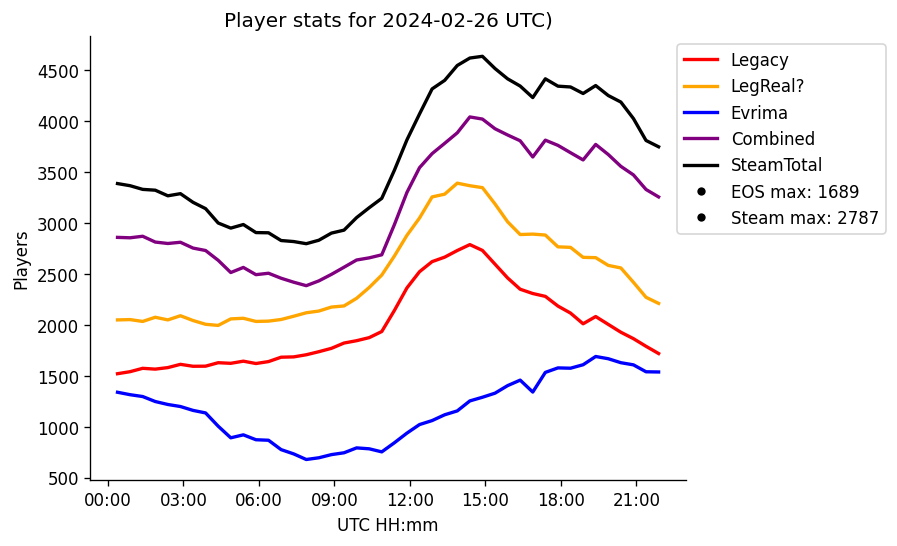 Player stats for 2024-02-26 UTC)
Players
4500
4000
3500
3000
2500
2000
1500
1000
500
00:00 03:00 06:00 09:00 12:00 15:00 18:00 21:00
UTC HH:mm
Legacy
LegReal?
Evrima
Combined
SteamTotal
EOS max: 1689
Steam max: 2787